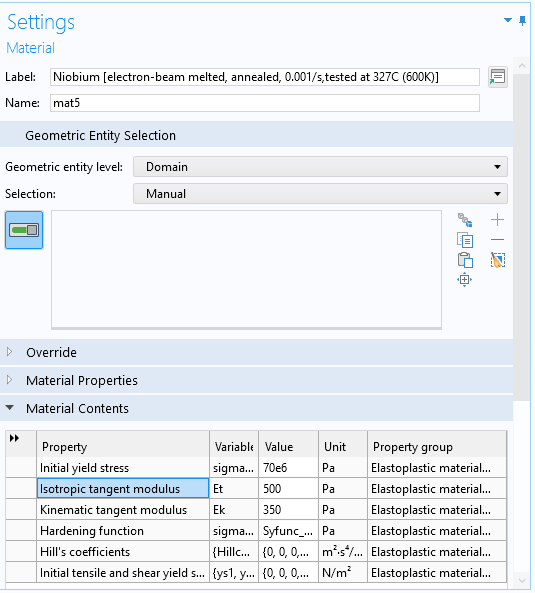 Settings
Material
Label: Niobium [electron-beam melted, annealed, 0.001/s,tested at 327C (600K)]
Name: mat5
Geometric Entity Selection
Geometric entity level: Domain
Selection: Manual
Override
Material Properties
Material Contents
Property Variable Value Unit Property group
Initial yield stress sigma... 70e6 Pa Elastoplastic material...
Isotropic tangent modulus Et 500 Pa Elastoplastic material...
Kinematic tangent modulus Ek 350 Pa Elastoplastic material...
Hardening function sigma... Syfunc_... Pa Elastoplastic material...
Hill's coefficients {Hillc... {0, 0, 0,... m²·s⁴/... Elastoplastic material...
Initial tensile and shear yield s... {ys1, y... {0, 0, 0,... N/m² Elastoplastic material...